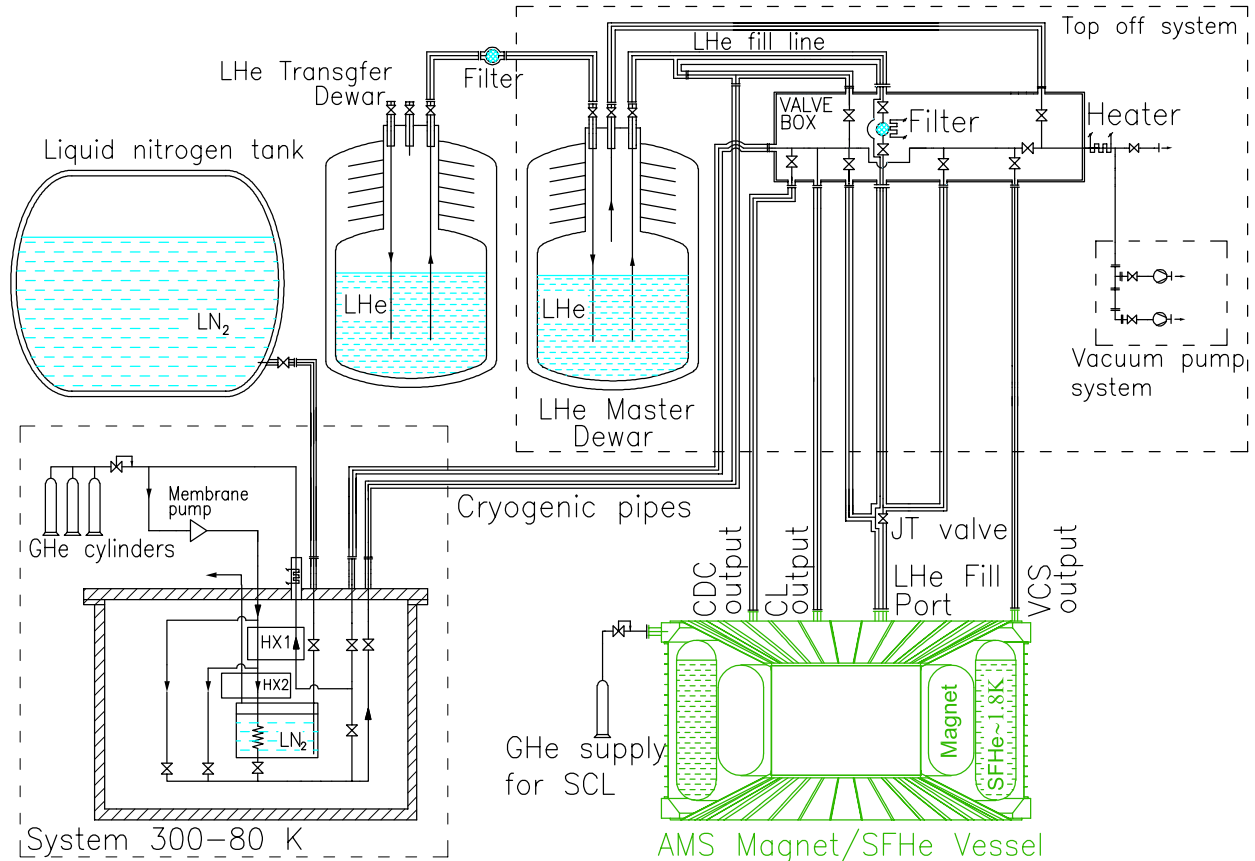 Top off system
LHe fill line
LHe Transgfer
Dewar
Filter
VALVE
BOX
Filter
Heater
Liquid nitrogen tank
LN2
LHe
LHe
Vacuum pump
system
LHe Master
Dewar
Cryogenic pipes
Membrane
pump
GHe cylinders
JT valve
CDC
output
CL
output
LHe Fill
Port
VCS
output
HX1
HX2
LN2
GHe supply
for SCL
Magnet
SFHe~1.8K
System 300-80 K
AMS Magnet/SFHe Vessel